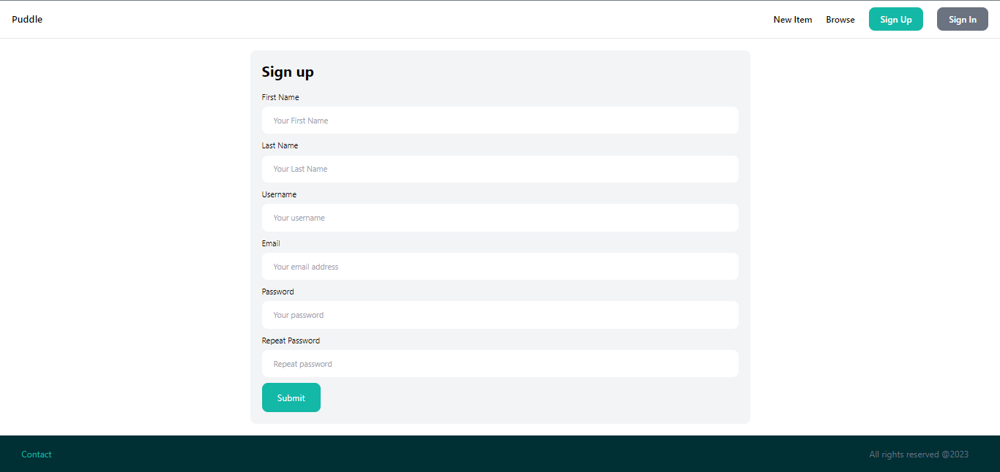 Puddle
New Item Browse Sign Up Sign In
Sign up
First Name
Your First Name
Last Name
Your Last Name
Username
Your username
Email
Your email address
Password
Your password
Repeat Password
Repeat password
Submit
Contact
All rights reserved @2023